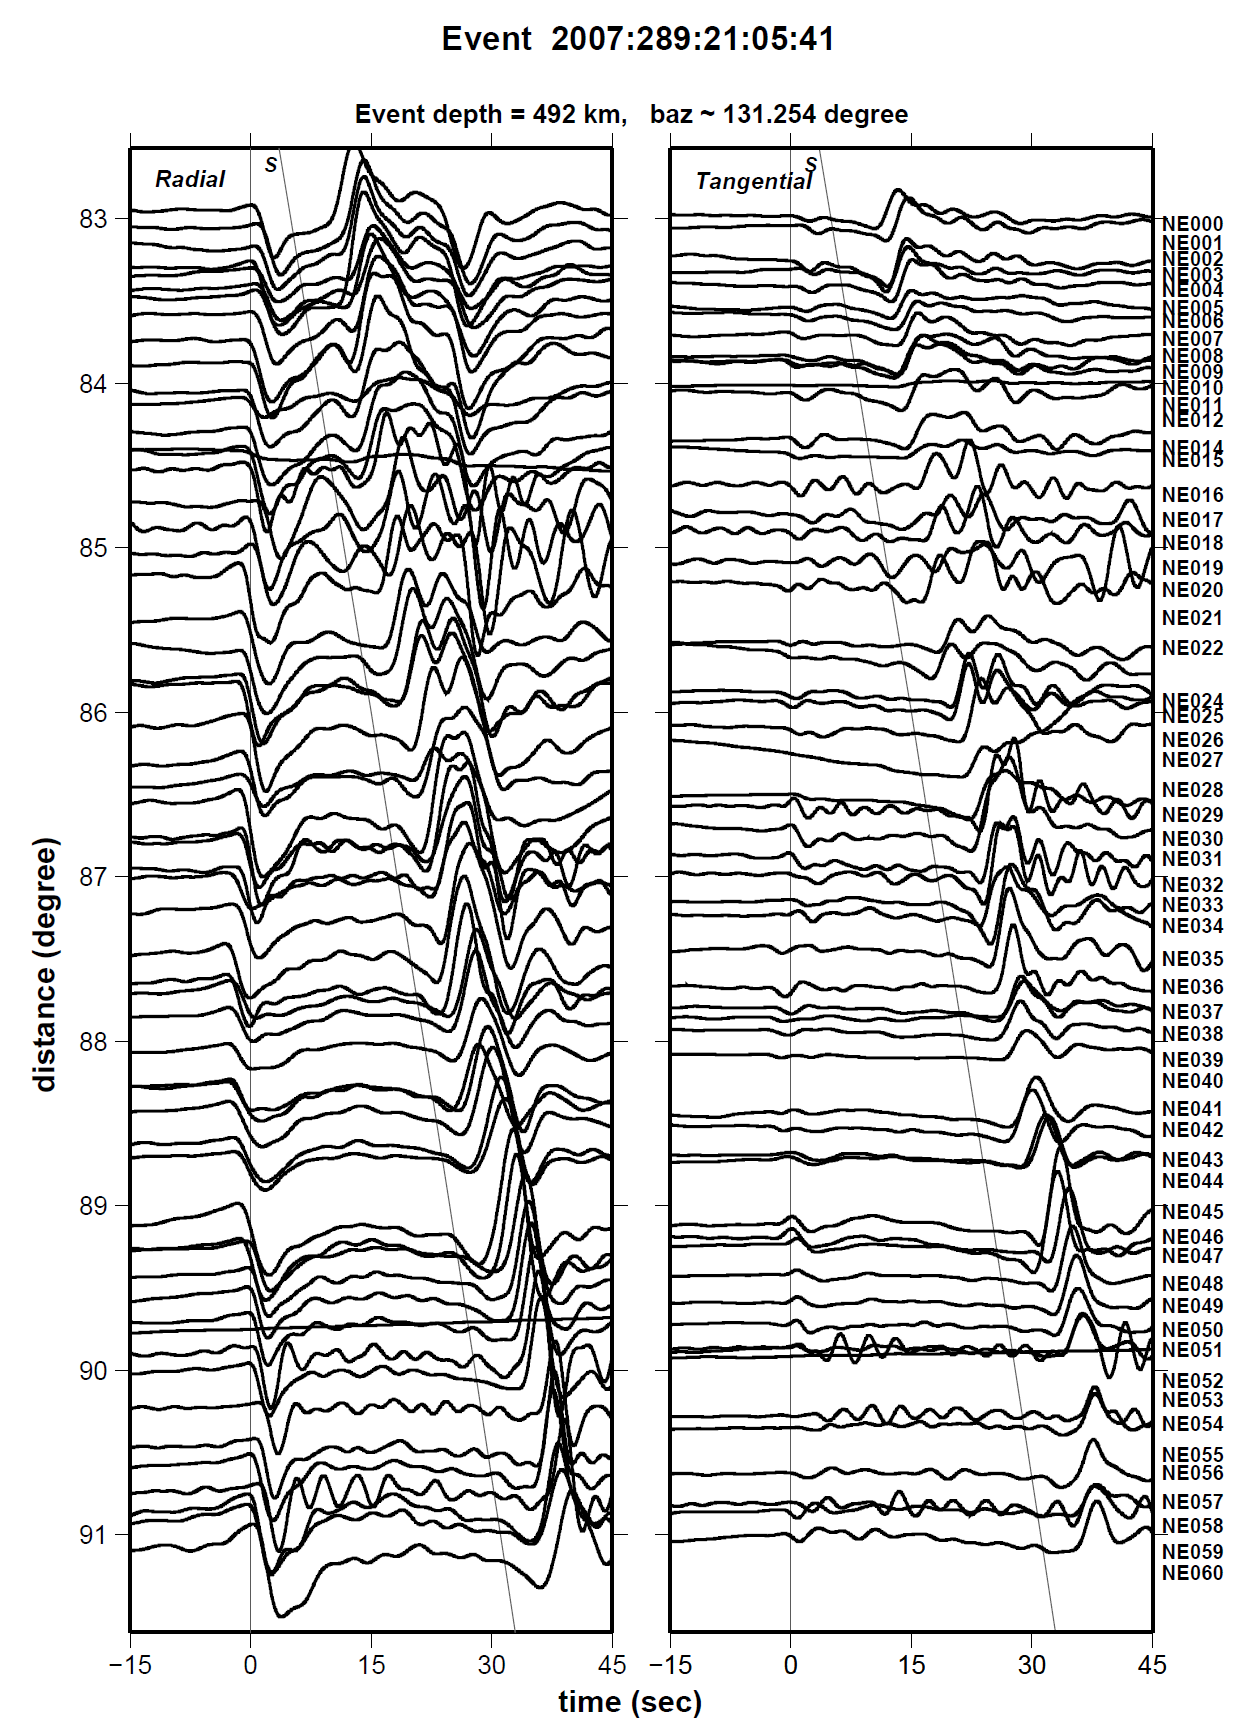 Event 2007:289:21:05:41
Event depth = 492 km, baz ~ 131.254 degree
Radial
S
Tangential
S
83
84
85
86
87
88
89
90
91
distance (degree)
NE000
NE001
NE002
NE003
NE004
NE005
NE006
NE007
NE008
NE009
NE010
NE011
NE012
NE014
NE015
NE016
NE017
NE018
NE019
NE020
NE021
NE022
NE024
NE025
NE026
NE027
NE028
NE029
NE030
NE031
NE032
NE033
NE034
NE035
NE036
NE037
NE038
NE039
NE040
NE041
NE042
NE043
NE044
NE045
NE046
NE047
NE048
NE049
NE050
NE051
NE052
NE053
NE054
NE055
NE056
NE057
NE058
NE059
NE060
−15 0 15 30 45 −15 0 15 30 45
time (sec)